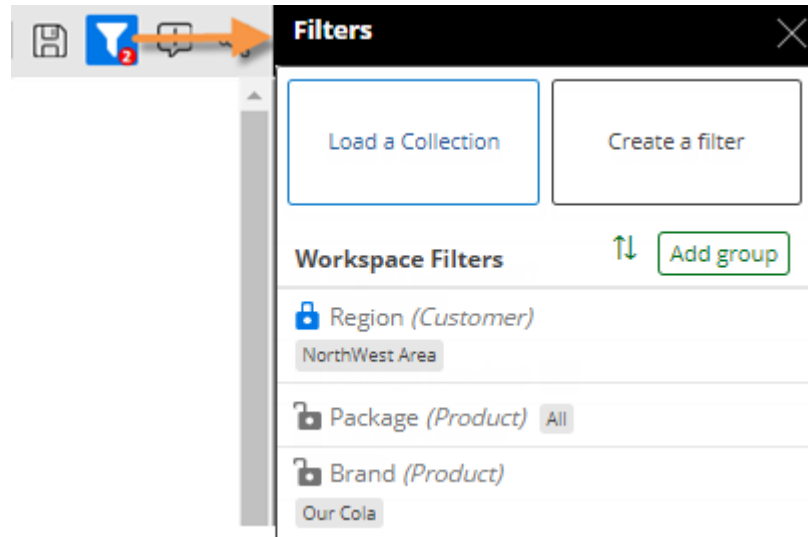 2
Filters
Load a Collection
Create a filter
Workspace Filters
Add group
Region (Customer)
NorthWest Area
Package (Product) All
Brand (Product)
Our Cola